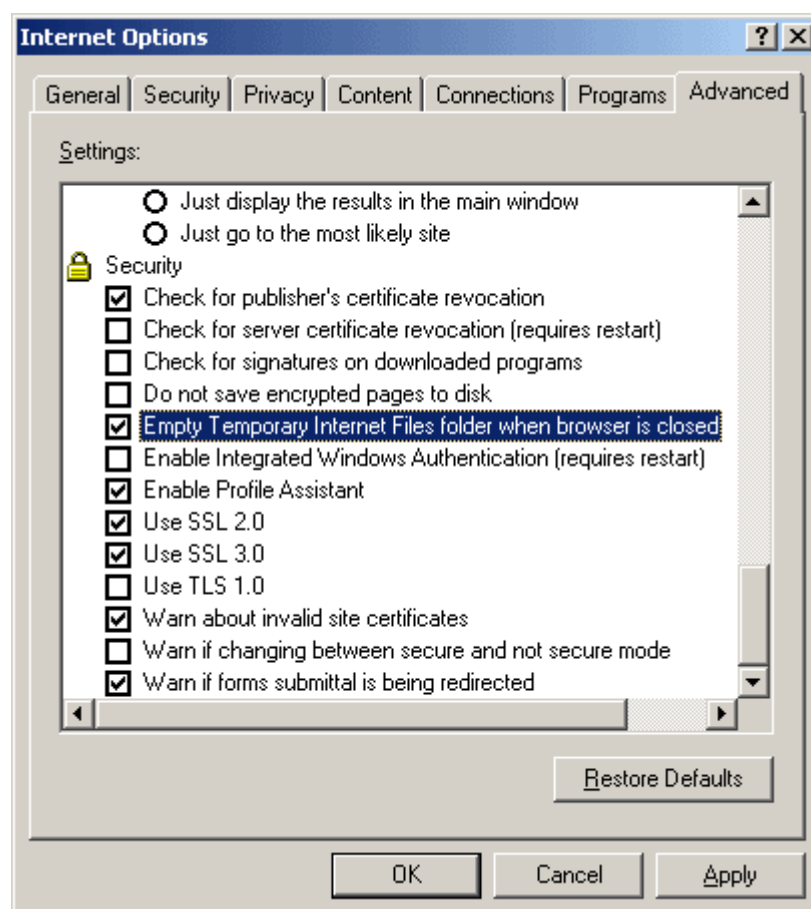 Internet Options
General Security Privacy Content Connections Programs Advanced
Settings:
Just display the results in the main window
Just go to the most likely site
Security
Check for publisher's certificate revocation
Check for server certificate revocation (requires restart)
Check for signatures on downloaded programs
Do not save encrypted pages to disk
Empty Temporary Internet Files folder when browser is closed
Enable Integrated Windows Authentication (requires restart)
Enable Profile Assistant
Use SSL 2.0
Use SSL 3.0
Use TLS 1.0
Warn about invalid site certificates
Warn if changing between secure and not secure mode
Warn if forms submittal is being redirected
Restore Defaults
OK Cancel Apply